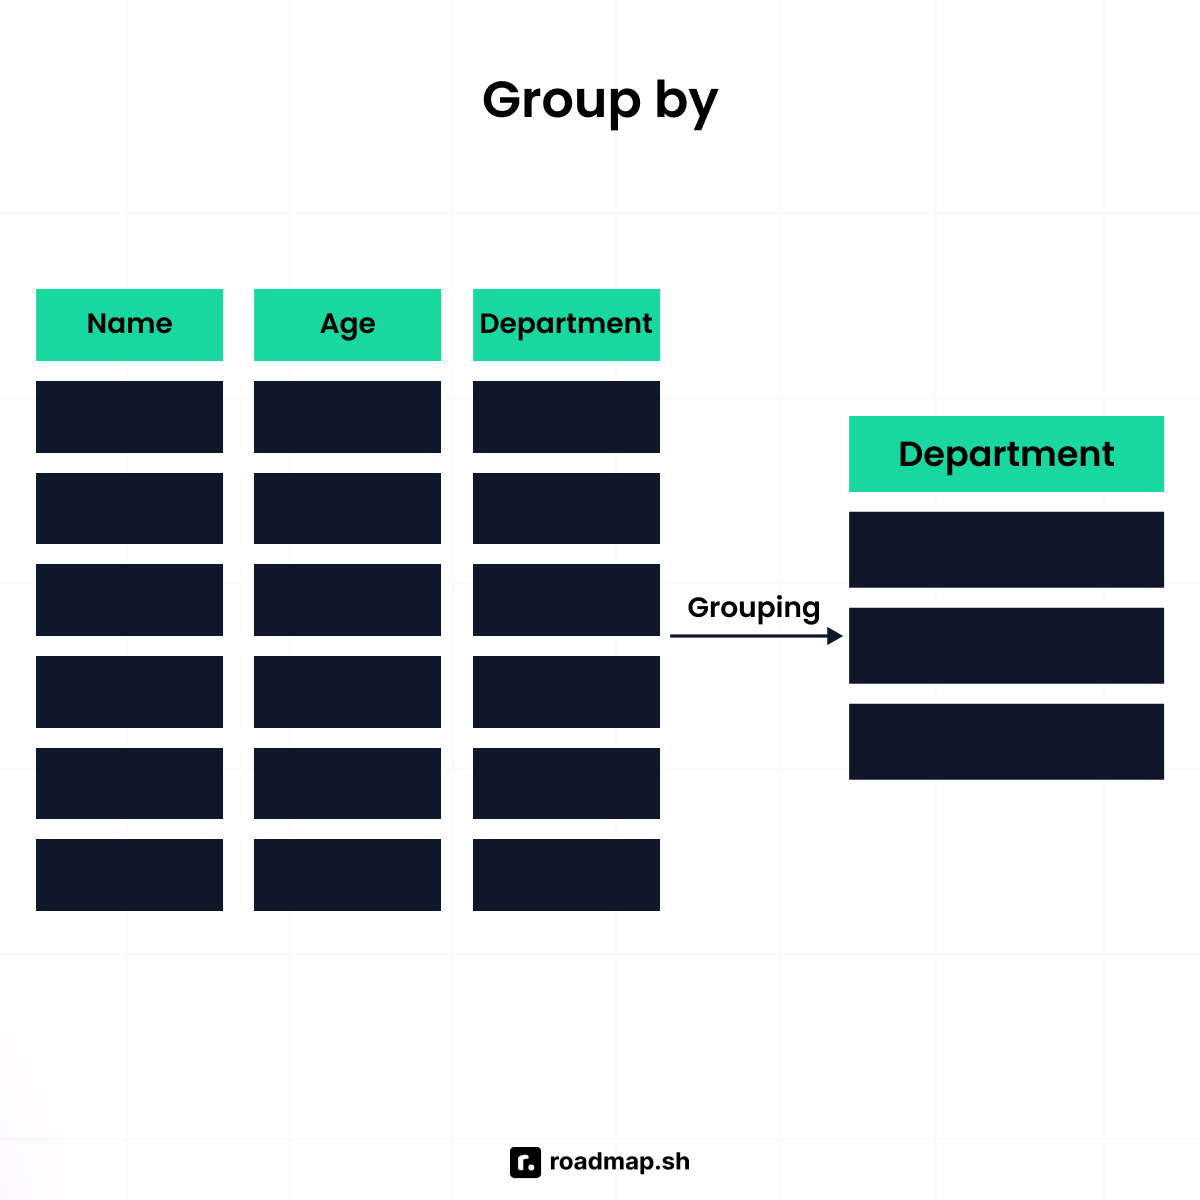 Group by
Name
Age
Department
Department
Grouping
roadmap.sh